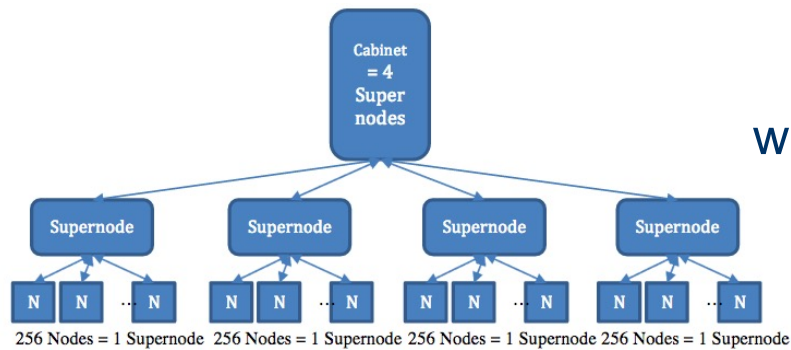 Cabinet
= 4
Super
nodes
W
Supernode Supernode Supernode Supernode
N N ... N N N ... N N N ... N N N ... N
256 Nodes = 1 Supernode 256 Nodes = 1 Supernode 256 Nodes = 1 Supernode 256 Nodes = 1 Supernode